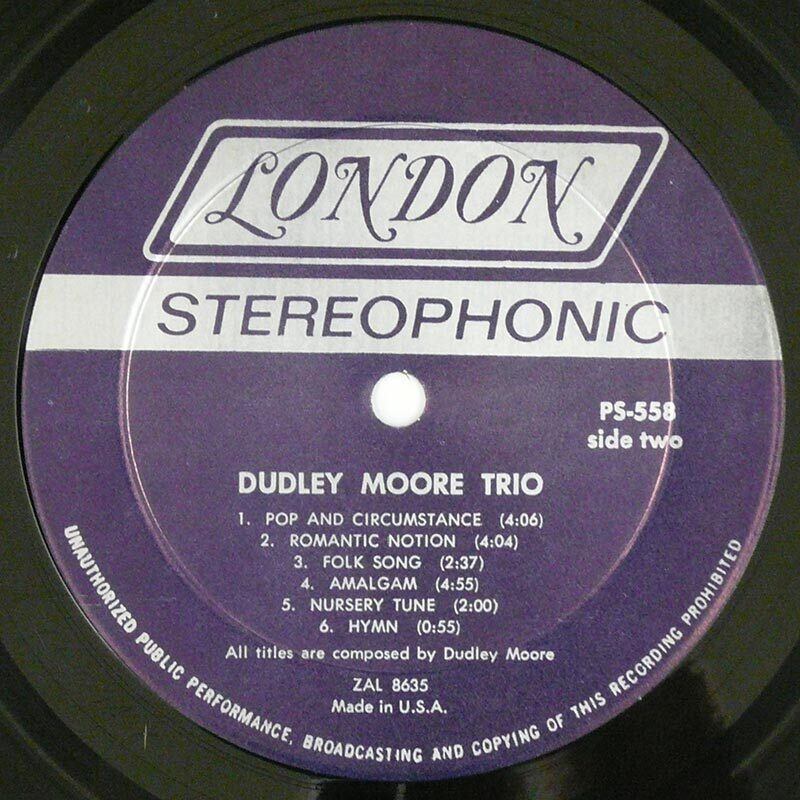 LONDON
STEREOPHONIC
PS-558
side two
DUDLEY MOORE TRIO
1. POP AND CIRCUMSTANCE (4:06)
2. ROMANTIC NOTION (4:04)
3. FOLK SONG (2:37)
4. AMALGAM (4:55)
5. NURSERY TUNE (2:00)
6. HYMN (0:55)
All titles are composed by Dudley Moore
ZAL 8635
Made in U.S.A.
UNAUTHORIZED PUBLIC PERFORMANCE, BROADCASTING AND COPYING OF THIS RECORDING PROHIBITED